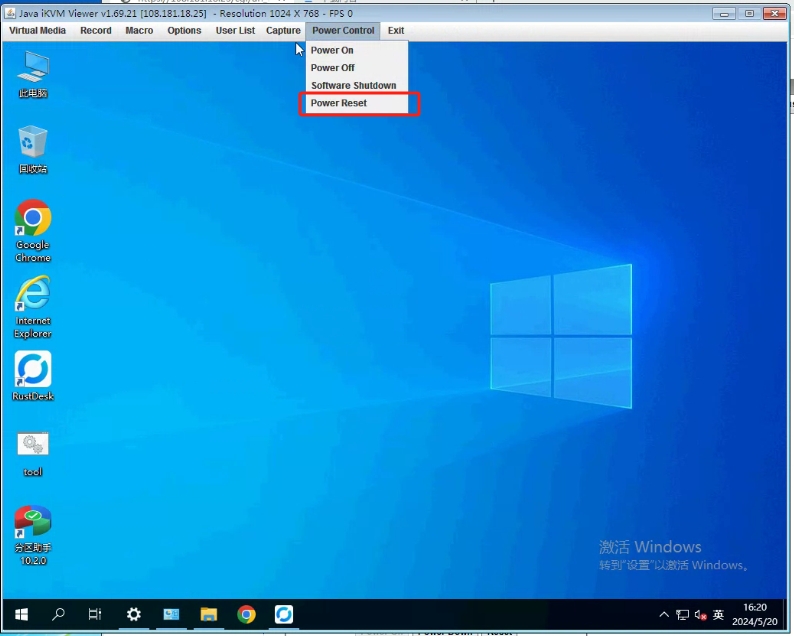 Java iKVM Viewer v1.69.21 [108.181.18.25] - Resolution 1024 X 768 - FPS 0
Virtual Media Record Macro Options User List Capture Power Control Exit
Power On
Power Off
Software Shutdown
Power Reset
此电脑
回收站
Google
Chrome
Internet
Explorer
RustDesk
tool
分区助手
10.2.0
激活 Windows
转到"设置"以激活 Windows。
英
16:20
2024/5/20